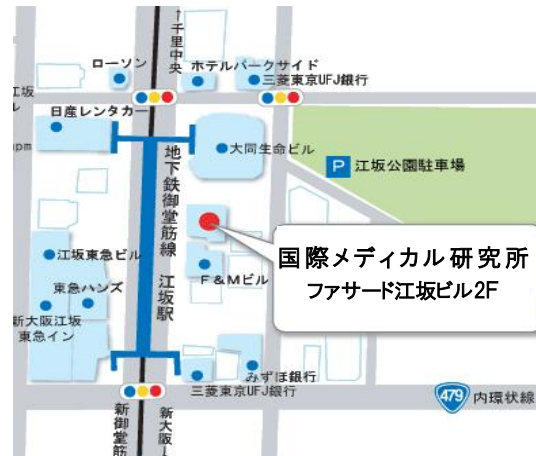 ↑千里中央
ローソン
ホテルパークサイド
三菱東京UFJ銀行
江坂
ル
日産レンタカー
npm
大同生命ビル
P 江坂公園駐車場
地下鉄御堂筋線 江坂駅
国際メディカル研究所
ファサード江坂ビル2F
江坂東急ビル
F&Mビル
東急ハンズ
新大阪江坂
東急イン
みずほ銀行
三菱東京UFJ銀行
479 内環状線
新御堂筋
新大阪↓